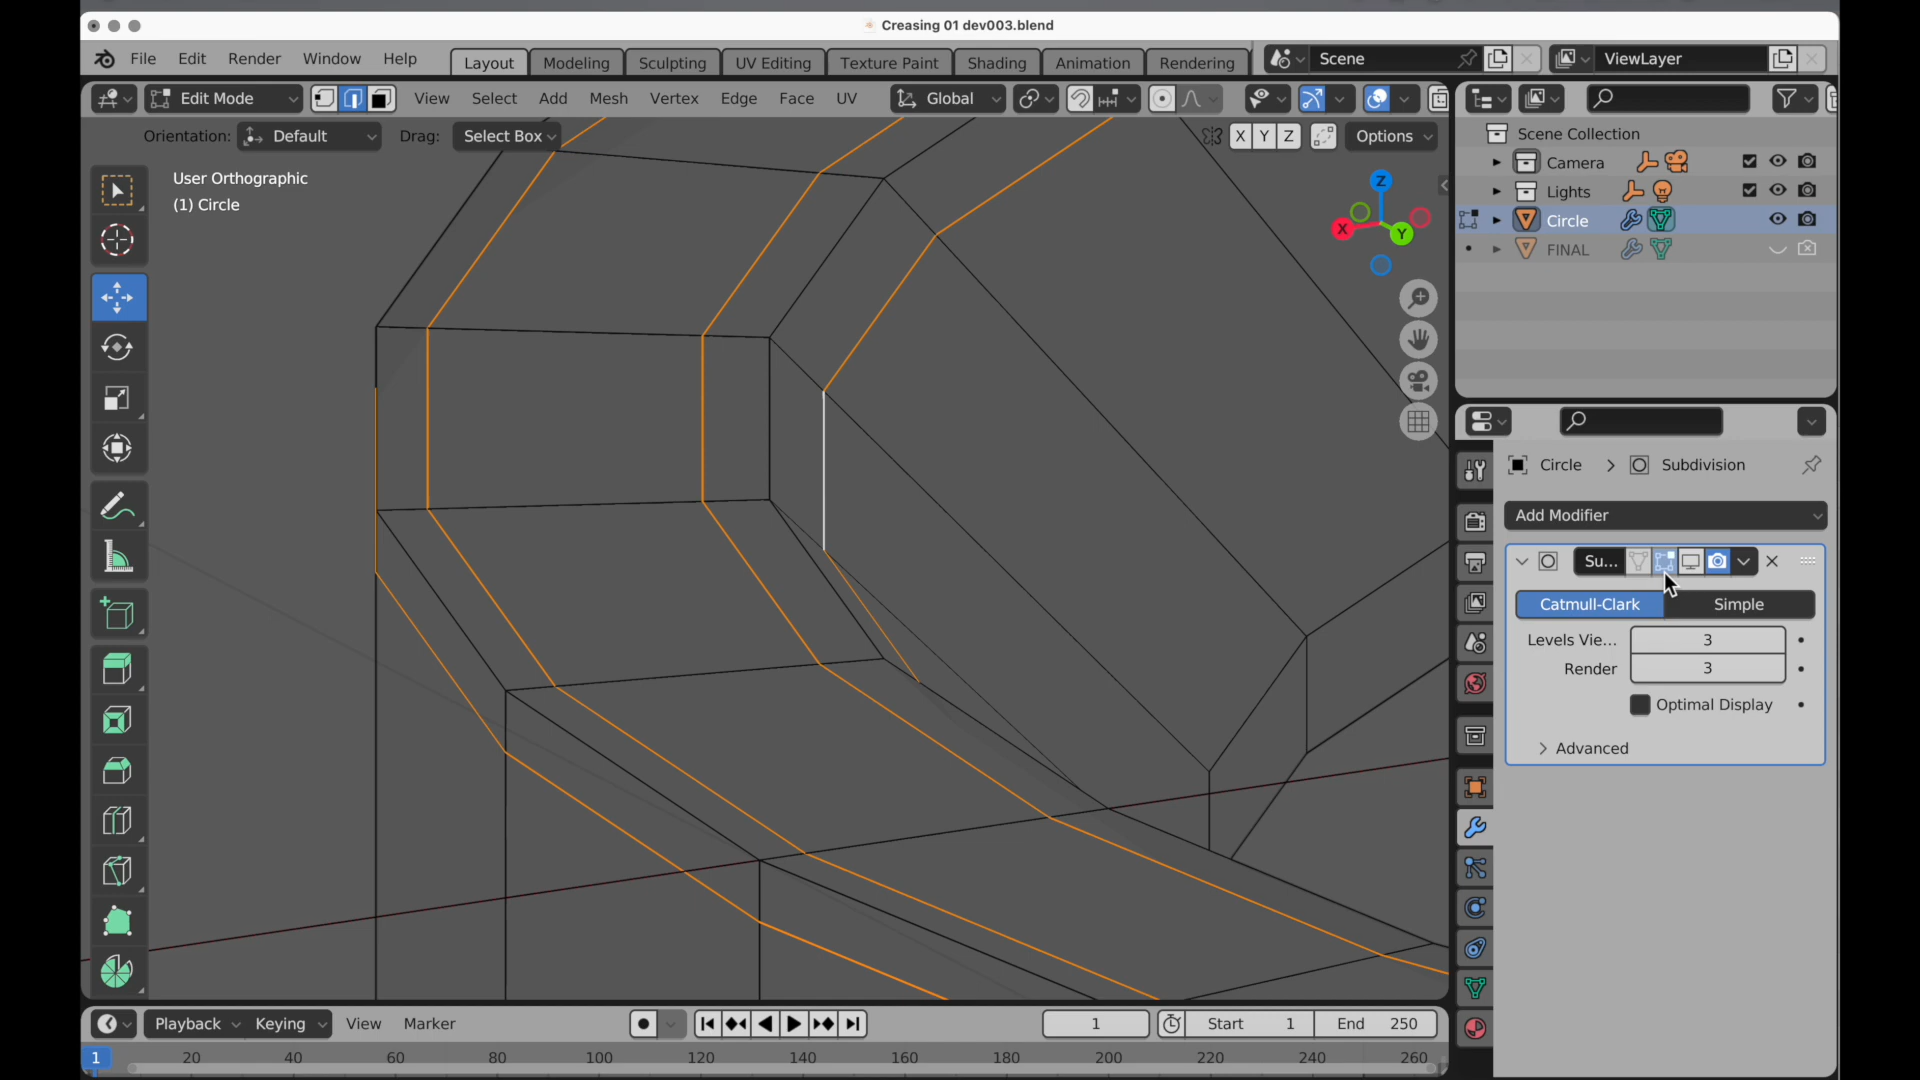 Creasing 01 dev003.blend
File Edit Render Window Help Layout Modeling Sculpting UV Editing Texture Paint Shading Animation Rendering Scene ViewLayer
Edit Mode View Select Add Mesh Vertex Edge Face UV Global
Orientation: Default Drag: Select Box X Y Z Options
User Orthographic
(1) Circle
Z
X
Y
Scene Collection
Camera
Lights
Circle
FINAL
Circle > Subdivision
Add Modifier
Su...
Catmull-Clark Simple
Levels Vie... 3
Render 3
Optimal Display
Advanced
Playback Keying View Marker 1 Start 1 End 250
1 20 40 60 80 100 120 140 160 180 200 220 240 260